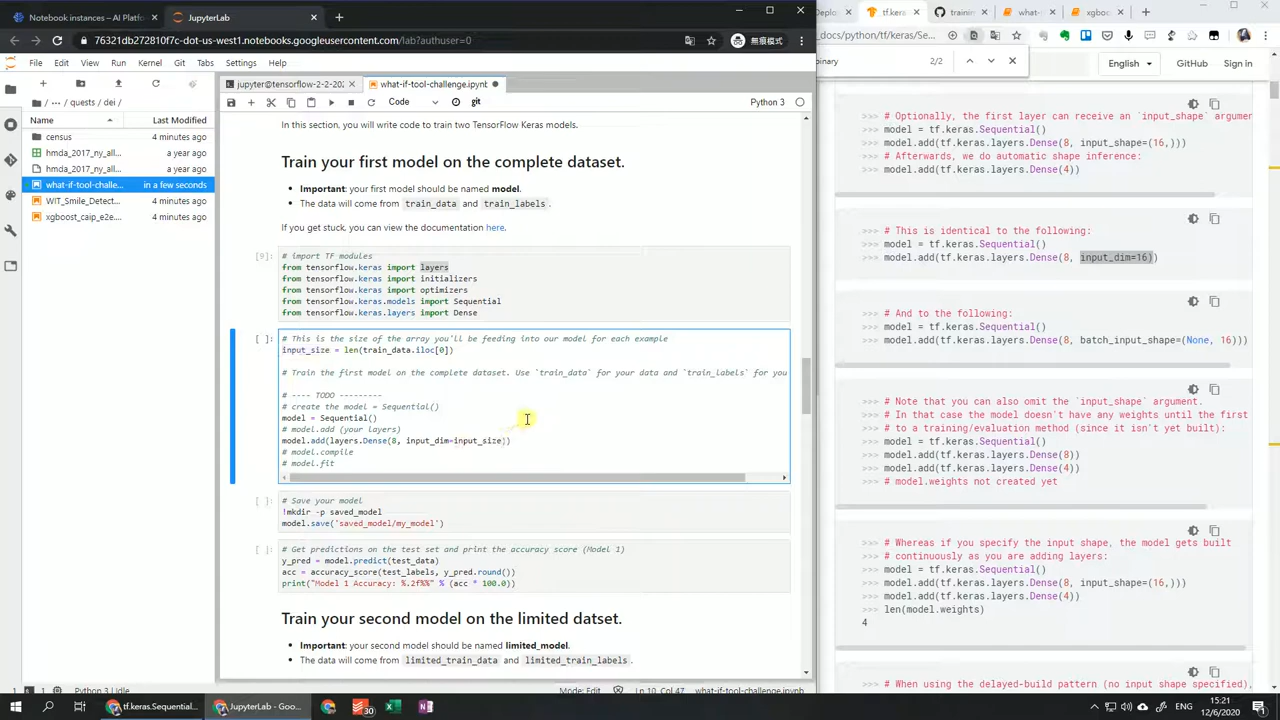 Notebook instances – AI Platfo
JupyterLab
76321db272810f7c-dot-us-west1.notebooks.googleusercontent.com/lab?authuser=0
無痕模式
File Edit View Run Kernel Git Tabs Settings Help
/ ··· / quests / dei /
Name Last Modified
census 4 minutes ago
hmda_2017_ny_all... a year ago
hmda_2017_ny_all... a year ago
what-if-tool-challe... in a few seconds
WIT_Smile_Detect... 4 minutes ago
xgboost_caip_e2e.... 4 minutes ago
jupyter@tensorflow-2-2-202
what-if-tool-challenge.ipynb
Code
git
Python 3
In this section, you will write code to train two TensorFlow Keras models.
Train your first model on the complete dataset.
• Important: your first model should be named model.
• The data will come from train_data and train_labels .
If you get stuck, you can view the documentation here.
[9]: # import TF modules
from tensorflow.keras import layers
from tensorflow.keras import initializers
from tensorflow.keras import optimizers
from tensorflow.keras.models import Sequential
from tensorflow.keras.layers import Dense
[ ]: # This is the size of the array you'll be feeding into our model for each example
input_size = len(train_data.iloc[0])
# Train the first model on the complete dataset. Use `train_data` for your data and `train_labels` for you
# ---- TODO ---------
# create the model = Sequential()
model = Sequential()
# model.add (your layers)
model.add(layers.Dense(8, input_dim=input_size))
# model.compile
# model.fit
[ ]: # Save your model
!mkdir -p saved_model
model.save('saved_model/my_model')
[ ]: # Get predictions on the test set and print the accuracy score (Model 1)
y_pred = model.predict(test_data)
acc = accuracy_score(test_labels, y_pred.round())
print("Model 1 Accuracy: %.2f%%" % (acc * 100.0))
Train your second model on the limited datset.
• Important: your second model should be named limited_model.
• The data will come from limited_train_data and limited_train_labels .
1 Python 3 | Idle
Mode: Edit Ln 10, Col 47 what-if-tool-challenge.ipynb
tf.ker
trainin
what-
xgboo
_docs/python/tf/keras/Se
inary 2/2
English GitHub Sign in
>>> # Optionally, the first layer can receive an `input_shape` argum
>>> model = tf.keras.Sequential()
>>> model.add(tf.keras.layers.Dense(8, input_shape=(16,)))
>>> # Afterwards, we do automatic shape inference:
>>> model.add(tf.keras.layers.Dense(4))
>>> # This is identical to the following:
>>> model = tf.keras.Sequential()
>>> model.add(tf.keras.layers.Dense(8, input_dim=16))
>>> # And to the following:
>>> model = tf.keras.Sequential()
>>> model.add(tf.keras.layers.Dense(8, batch_input_shape=(None, 16)))
>>> # Note that you can also omit the `input_shape` argument.
>>> # In that case the model doesn't have any weights until the first
>>> # to a training/evaluation method (since it isn't yet built):
>>> model = tf.keras.Sequential()
>>> model.add(tf.keras.layers.Dense(8))
>>> model.add(tf.keras.layers.Dense(4))
>>> # model.weights not created yet
>>> # Whereas if you specify the input shape, the model gets built
>>> # continuously as you are adding layers:
>>> model = tf.keras.Sequential()
>>> model.add(tf.keras.layers.Dense(8, input_shape=(16,)))
>>> model.add(tf.keras.layers.Dense(4))
>>> len(model.weights)
4
>>> # When using the delayed-build pattern (no input shape specified),
tf.keras.Sequential...
JupyterLab - Goo...
30
ENG
15:21
12/6/2020